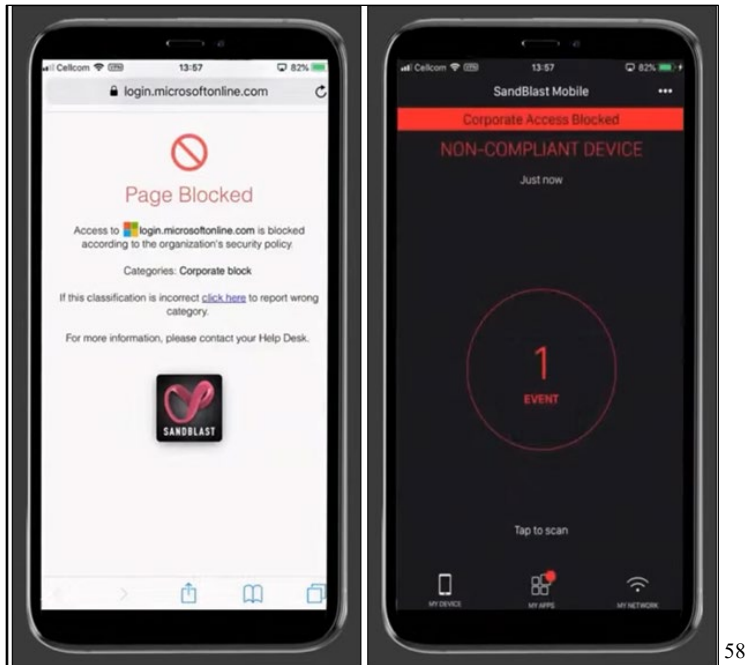 Cellcom VPN 13:57 82%
login.microsoftonline.com
Page Blocked
Access to login.microsoftonline.com is blocked
according to the organization's security policy.
Categories: Corporate block
If this classification is incorrect click here to report wrong
category.
For more information, please contact your Help Desk.
SANDBLAST
Cellcom VPN 13:57 82%
SandBlast Mobile
Corporate Access Blocked
NON-COMPLIANT DEVICE
Just now
1
EVENT
Tap to scan
MY DEVICE MY APPS MY NETWORK
58